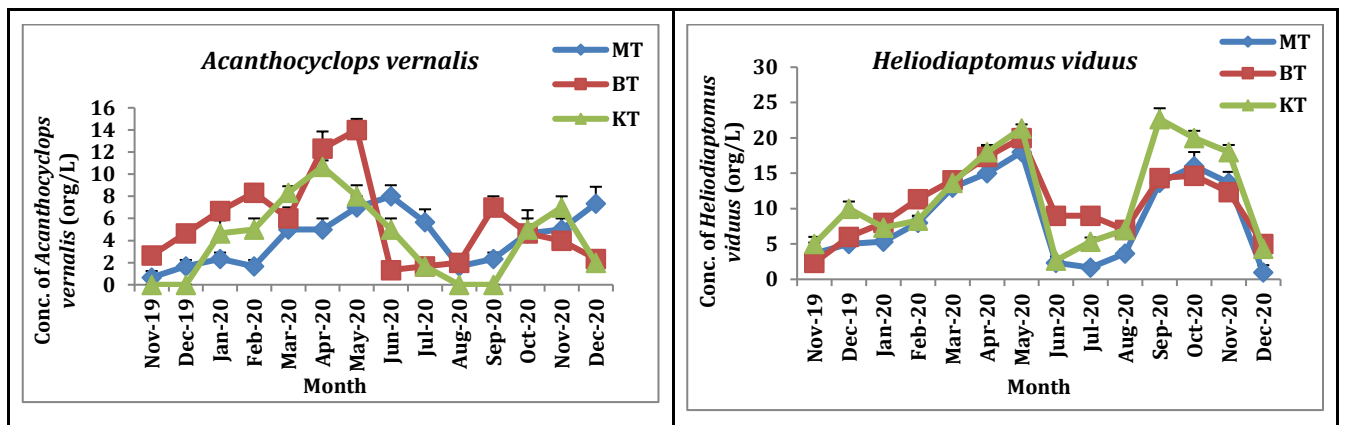 Acanthocyclops vernalis
MT
BT
KT
Conc. of Acanthocyclops
vernalis (org/L)
16
14
12
10
8
6
4
2
0
Nov-19
Dec-19
Jan-20
Feb-20
Mar-20
Apr-20
May-20
Jun-20
Jul-20
Aug-20
Sep-20
Oct-20
Nov-20
Dec-20
Month
Heliodiaptomus viduus
MT
BT
KT
Conc. of Heliodiaptomus
viduus (org/L)
30
25
20
15
10
5
0
Nov-19
Dec-19
Jan-20
Feb-20
Mar-20
Apr-20
May-20
Jun-20
Jul-20
Aug-20
Sep-20
Oct-20
Nov-20
Dec-20
Month